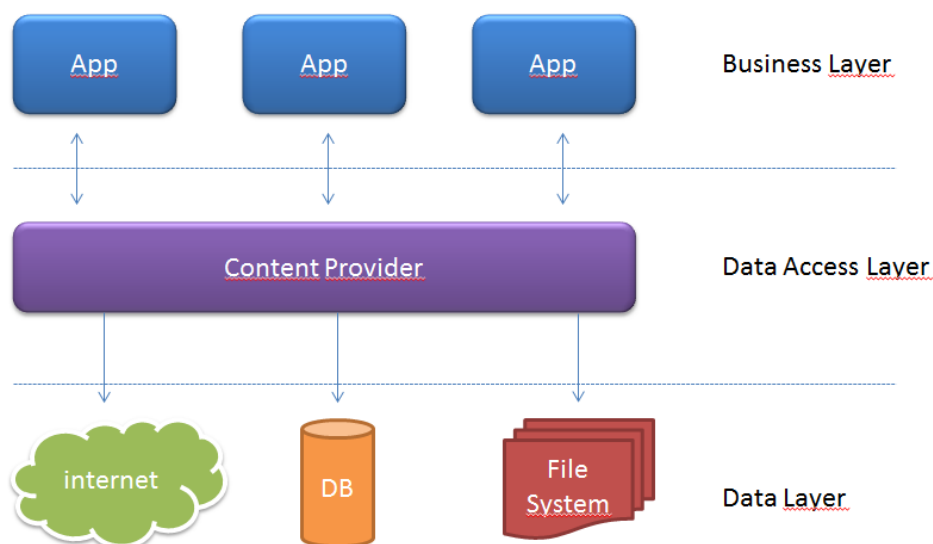 App
App
App
Business Layer
Content Provider
Data Access Layer
internet
DB
File
System
Data Layer